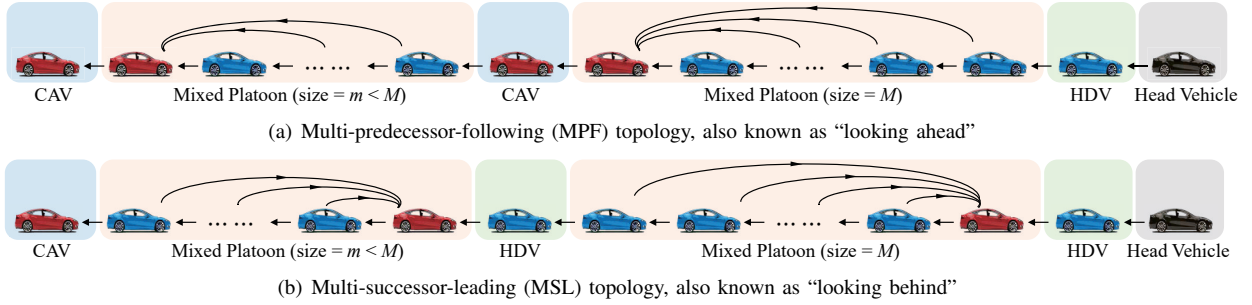 ... ...
... ...
CAV Mixed Platoon (size = m < M) CAV Mixed Platoon (size = M) HDV Head Vehicle
(a) Multi-predecessor-following (MPF) topology, also known as “looking ahead”
... ...
... ...
CAV Mixed Platoon (size = m < M) HDV Mixed Platoon (size = M) HDV Head Vehicle
(b) Multi-successor-leading (MSL) topology, also known as “looking behind”